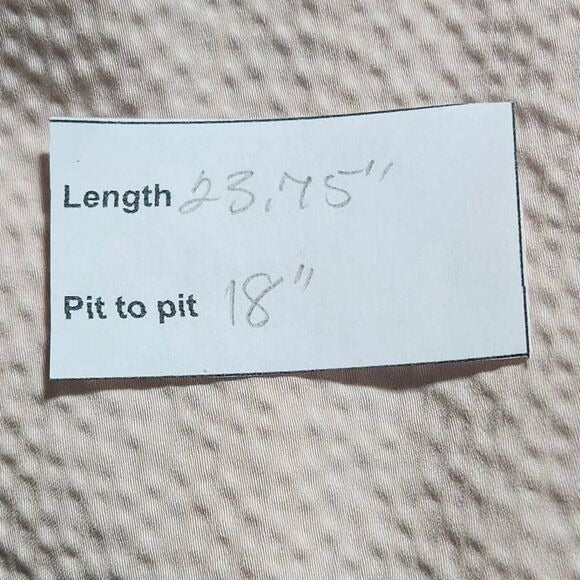 Length 23.75"
Pit to pit 18"